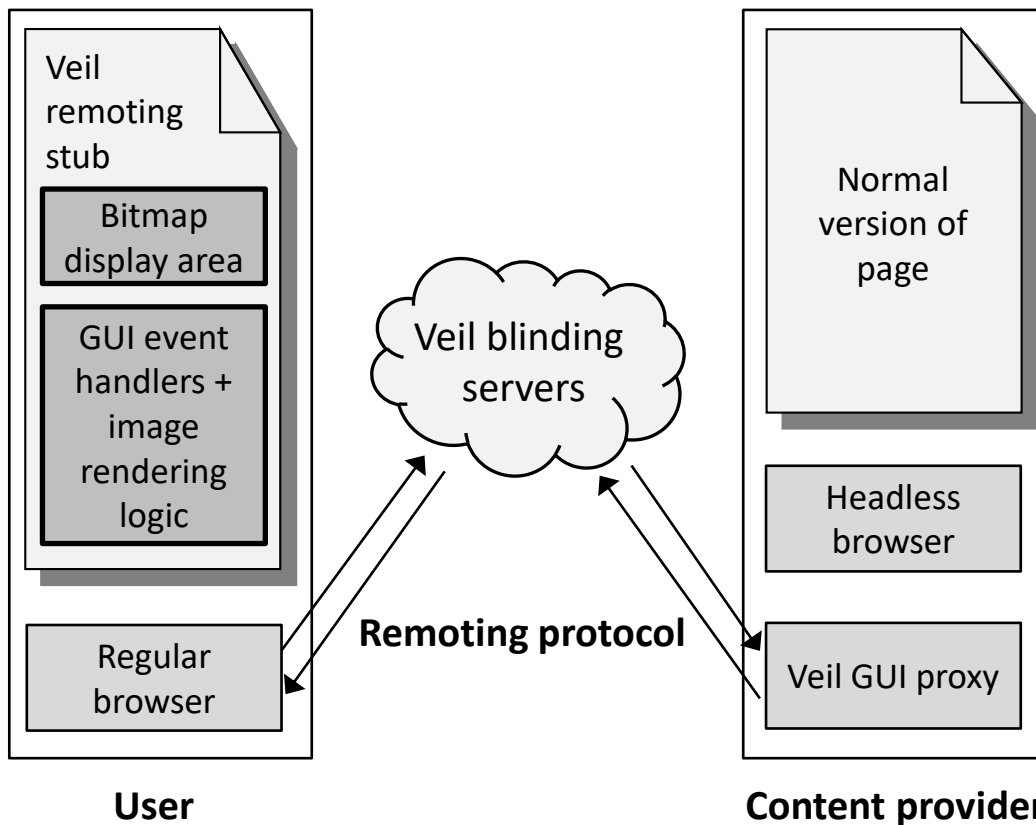 Veil
remoting
stub
Bitmap
display area
GUI event
handlers +
image
rendering
logic
Regular
browser
User
Veil blinding
servers
Remoting protocol
Normal
version of
page
Headless
browser
Veil GUI proxy
Content provider